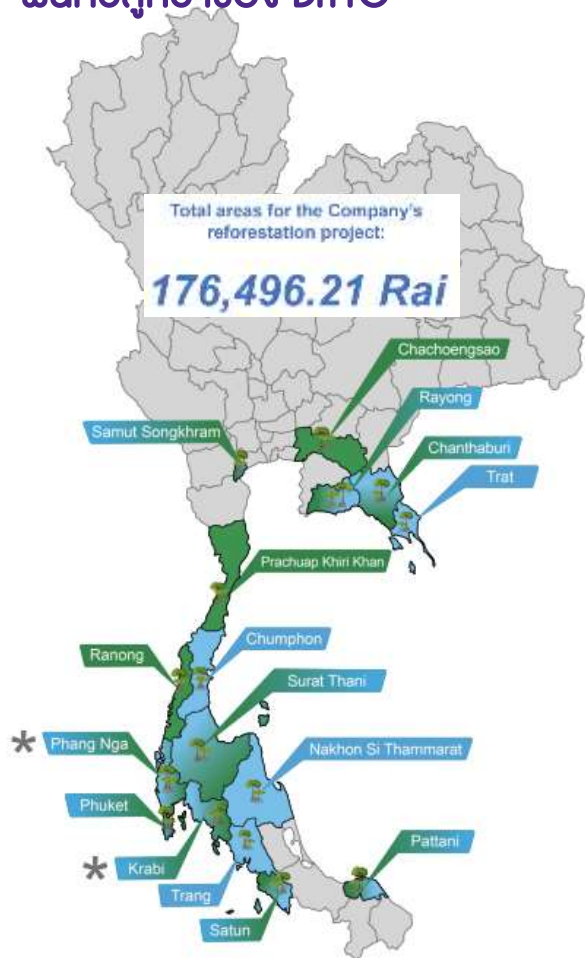 Total areas for the Company's
reforestation project:
176,496.21 Rai
Chachoengsao
Rayong
Samut Songkhram
Chanthaburi
Trat
Prachuap Khiri Khan
Chumphon
Ranong
Surat Thani
* Phang Nga
Nakhon Si Thammarat
Phuket
Pattani
* Krabi
Trang
Satun